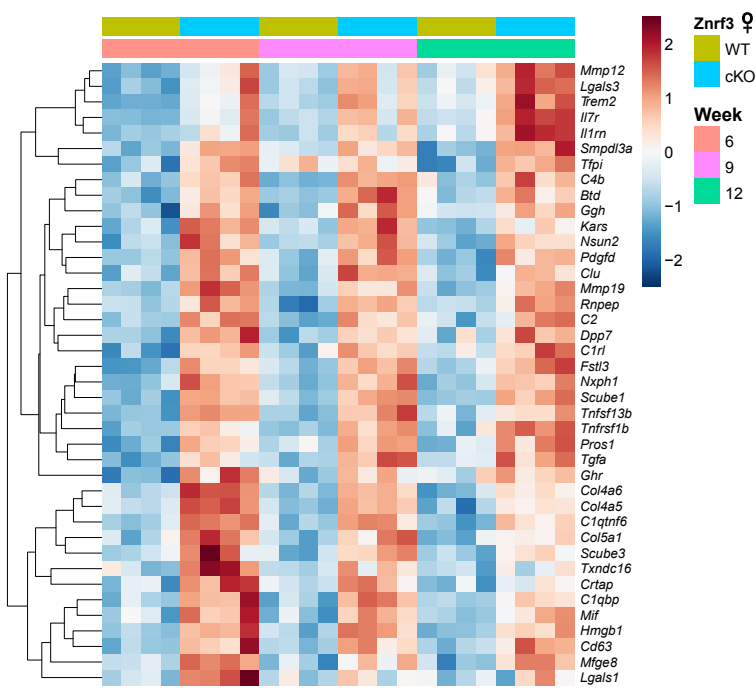 Znrf3 ♀
WT
cKO
Week
6
9
12
2
1
0
−1
−2
Mmp12
Lgals3
Trem2
Il7r
Il1rn
Smpdl3a
Tfpi
C4b
Btd
Ggh
Kars
Nsun2
Pdgfd
Clu
Mmp19
Rnpep
C2
Dpp7
C1rl
Fstl3
Nxph1
Scube1
Tnfsf13b
Tnfrsf1b
Pros1
Tgfa
Ghr
Col4a6
Col4a5
C1qtnf6
Col5a1
Scube3
Txndc16
Crtap
C1qbp
Mif
Hmgb1
Cd63
Mfge8
Lgals1